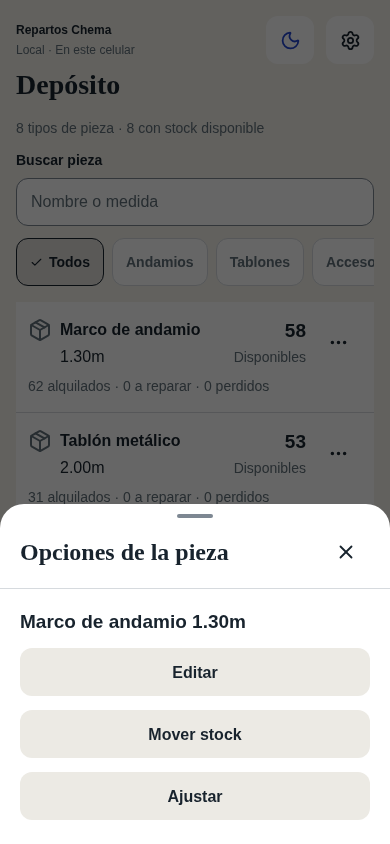 Repartos Chema
Local · En este celular
Depósito
8 tipos de pieza · 8 con stock disponible
Buscar pieza
Nombre o medida
Todos
Andamios
Tablones
Acceso
Marco de andamio
58
1.30m
Disponibles
62 alquilados · 0 a reparar · 0 perdidos
Tablón metálico
53
2.00m
Disponibles
31 alquilados · 0 a reparar · 0 perdidos
Opciones de la pieza
Marco de andamio 1.30m
Editar
Mover stock
Ajustar